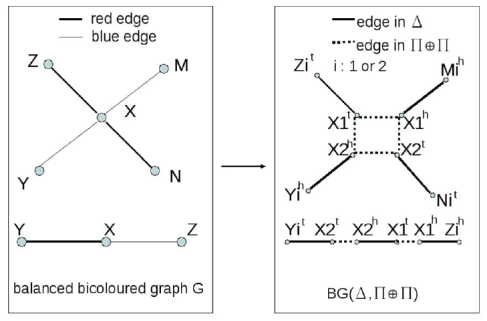 red edge
blue edge
Z
M
X
Y
N
Y X Z
balanced bicoloured graph G
edge in Δ
edge in Π⊕Π
i : 1 or 2
Zi^t
Mi^h
X1^t X1^h
X2^h X2^t
Yi^h
Ni^t
Yi^t X2^t X2^h X1^t X1^h Zi^h
BG(Δ,Π⊕Π)